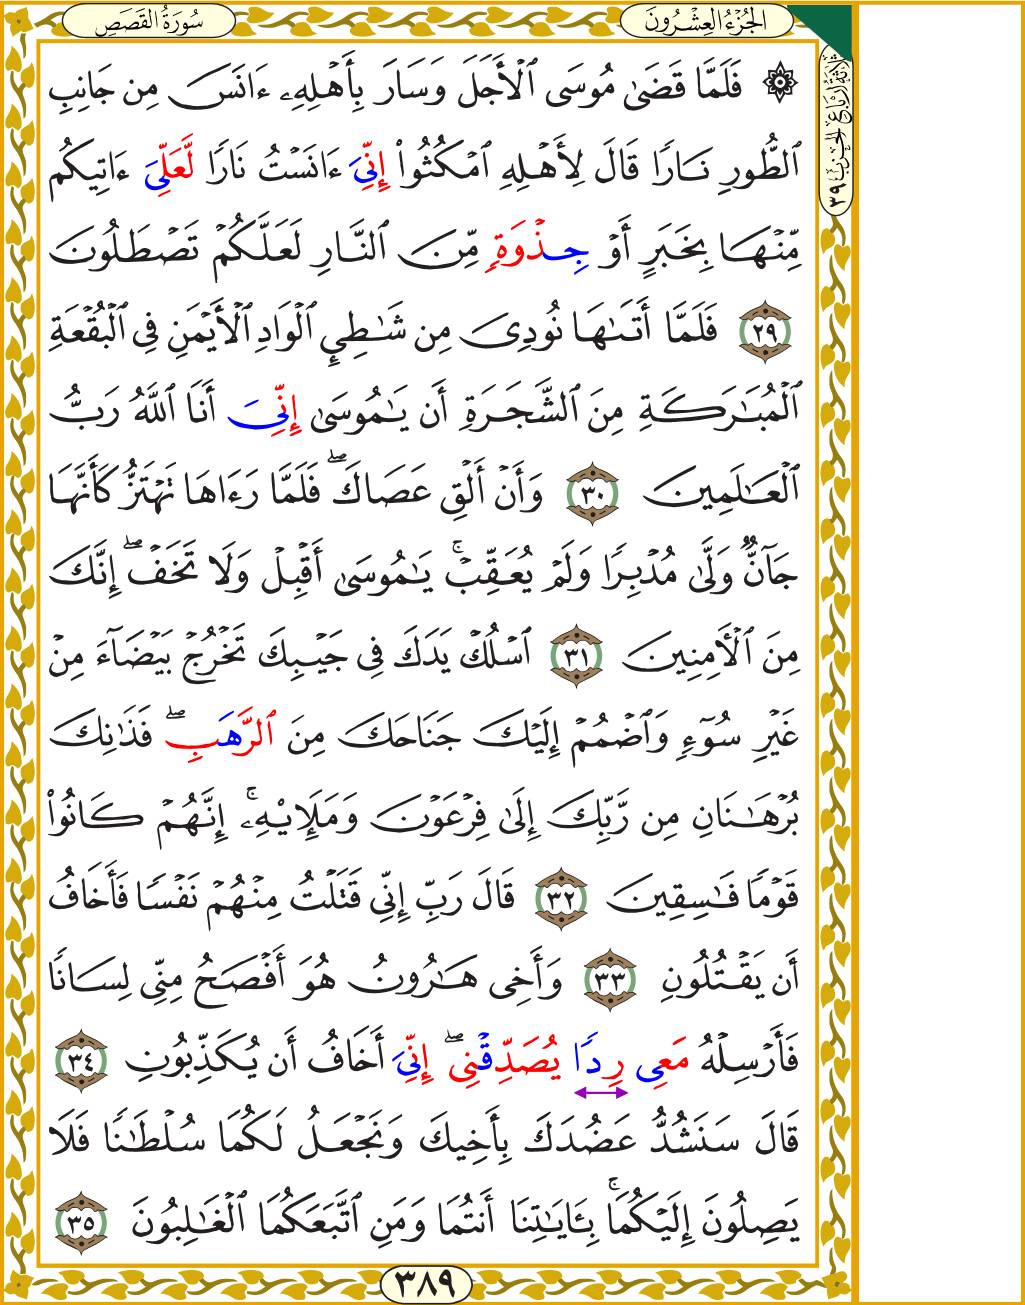 سُورَةُ القَصَصِ
الجُزْءُ العِشْرُونَ
ثَلَاثَةُ أَرْبَاعِ الحِزْبِ ٣٩
۞ فَلَمَّا قَضَىٰ مُوسَى ٱلْأَجَلَ وَسَارَ بِأَهْلِهِۦٓ ءَانَسَ مِن جَانِبِ
ٱلطُّورِ نَارًا قَالَ لِأَهْلِهِ ٱمْكُثُوٓا۟ إِنِّيَ ءَانَسْتُ نَارًا لَّعَلِّيَ ءَاتِيكُم
مِّنْهَا بِخَبَرٍ أَوْ جِذْوَةٍ مِّنَ ٱلنَّارِ لَعَلَّكُمْ تَصْطَلُونَ
٢٩ فَلَمَّآ أَتَىٰهَا نُودِىَ مِن شَٰطِئِ ٱلْوَادِ ٱلْأَيْمَنِ فِى ٱلْبُقْعَةِ
ٱلْمُبَٰرَكَةِ مِنَ ٱلشَّجَرَةِ أَن يَٰمُوسَىٰٓ إِنِّيَ أَنَا ٱللَّهُ رَبُّ
ٱلْعَٰلَمِينَ ٣٠ وَأَنْ أَلْقِ عَصَاكَۖ فَلَمَّا رَءَاهَا تَهْتَزُّ كَأَنَّهَا
جَآنٌّ وَلَّىٰ مُدْبِرًا وَلَمْ يُعَقِّبْۚ يَٰمُوسَىٰٓ أَقْبِلْ وَلَا تَخَفْۖ إِنَّكَ
مِنَ ٱلْأَمِنِينَ ٣١ ٱسْلُكْ يَدَكَ فِى جَيْبِكَ تَخْرُجْ بَيْضَآءَ مِنْ
غَيْرِ سُوٓءٍ وَٱضْمُمْ إِلَيْكَ جَنَاحَكَ مِنَ ٱلرَّهَبِۖ فَذَٰنِكَ
بُرْهَٰنَانِ مِن رَّبِّكَ إِلَىٰ فِرْعَوْنَ وَمَلَإِيْهِۦٓۚ إِنَّهُمْ كَانُوا۟
قَوْمًا فَٰسِقِينَ ٣٢ قَالَ رَبِّ إِنِّى قَتَلْتُ مِنْهُمْ نَفْسًا فَأَخَافُ
أَن يَقْتُلُونِ ٣٣ وَأَخِى هَٰرُونُ هُوَ أَفْصَحُ مِنِّى لِسَانًا
فَأَرْسِلْهُ مَعِى رِدًا يُصَدِّقْنِىٓۖ إِنِّيَ أَخَافُ أَن يُكَذِّبُونِ ٣٤
قَالَ سَنَشُدُّ عَضُدَكَ بِأَخِيكَ وَنَجْعَلُ لَكُمَا سُلْطَٰنًا فَلَا
يَصِلُونَ إِلَيْكُمَاۚ بِـَٔايَٰتِنَآ أَنتُمَا وَمَنِ ٱتَّبَعَكُمَا ٱلْغَٰلِبُونَ ٣٥
٣٨٩